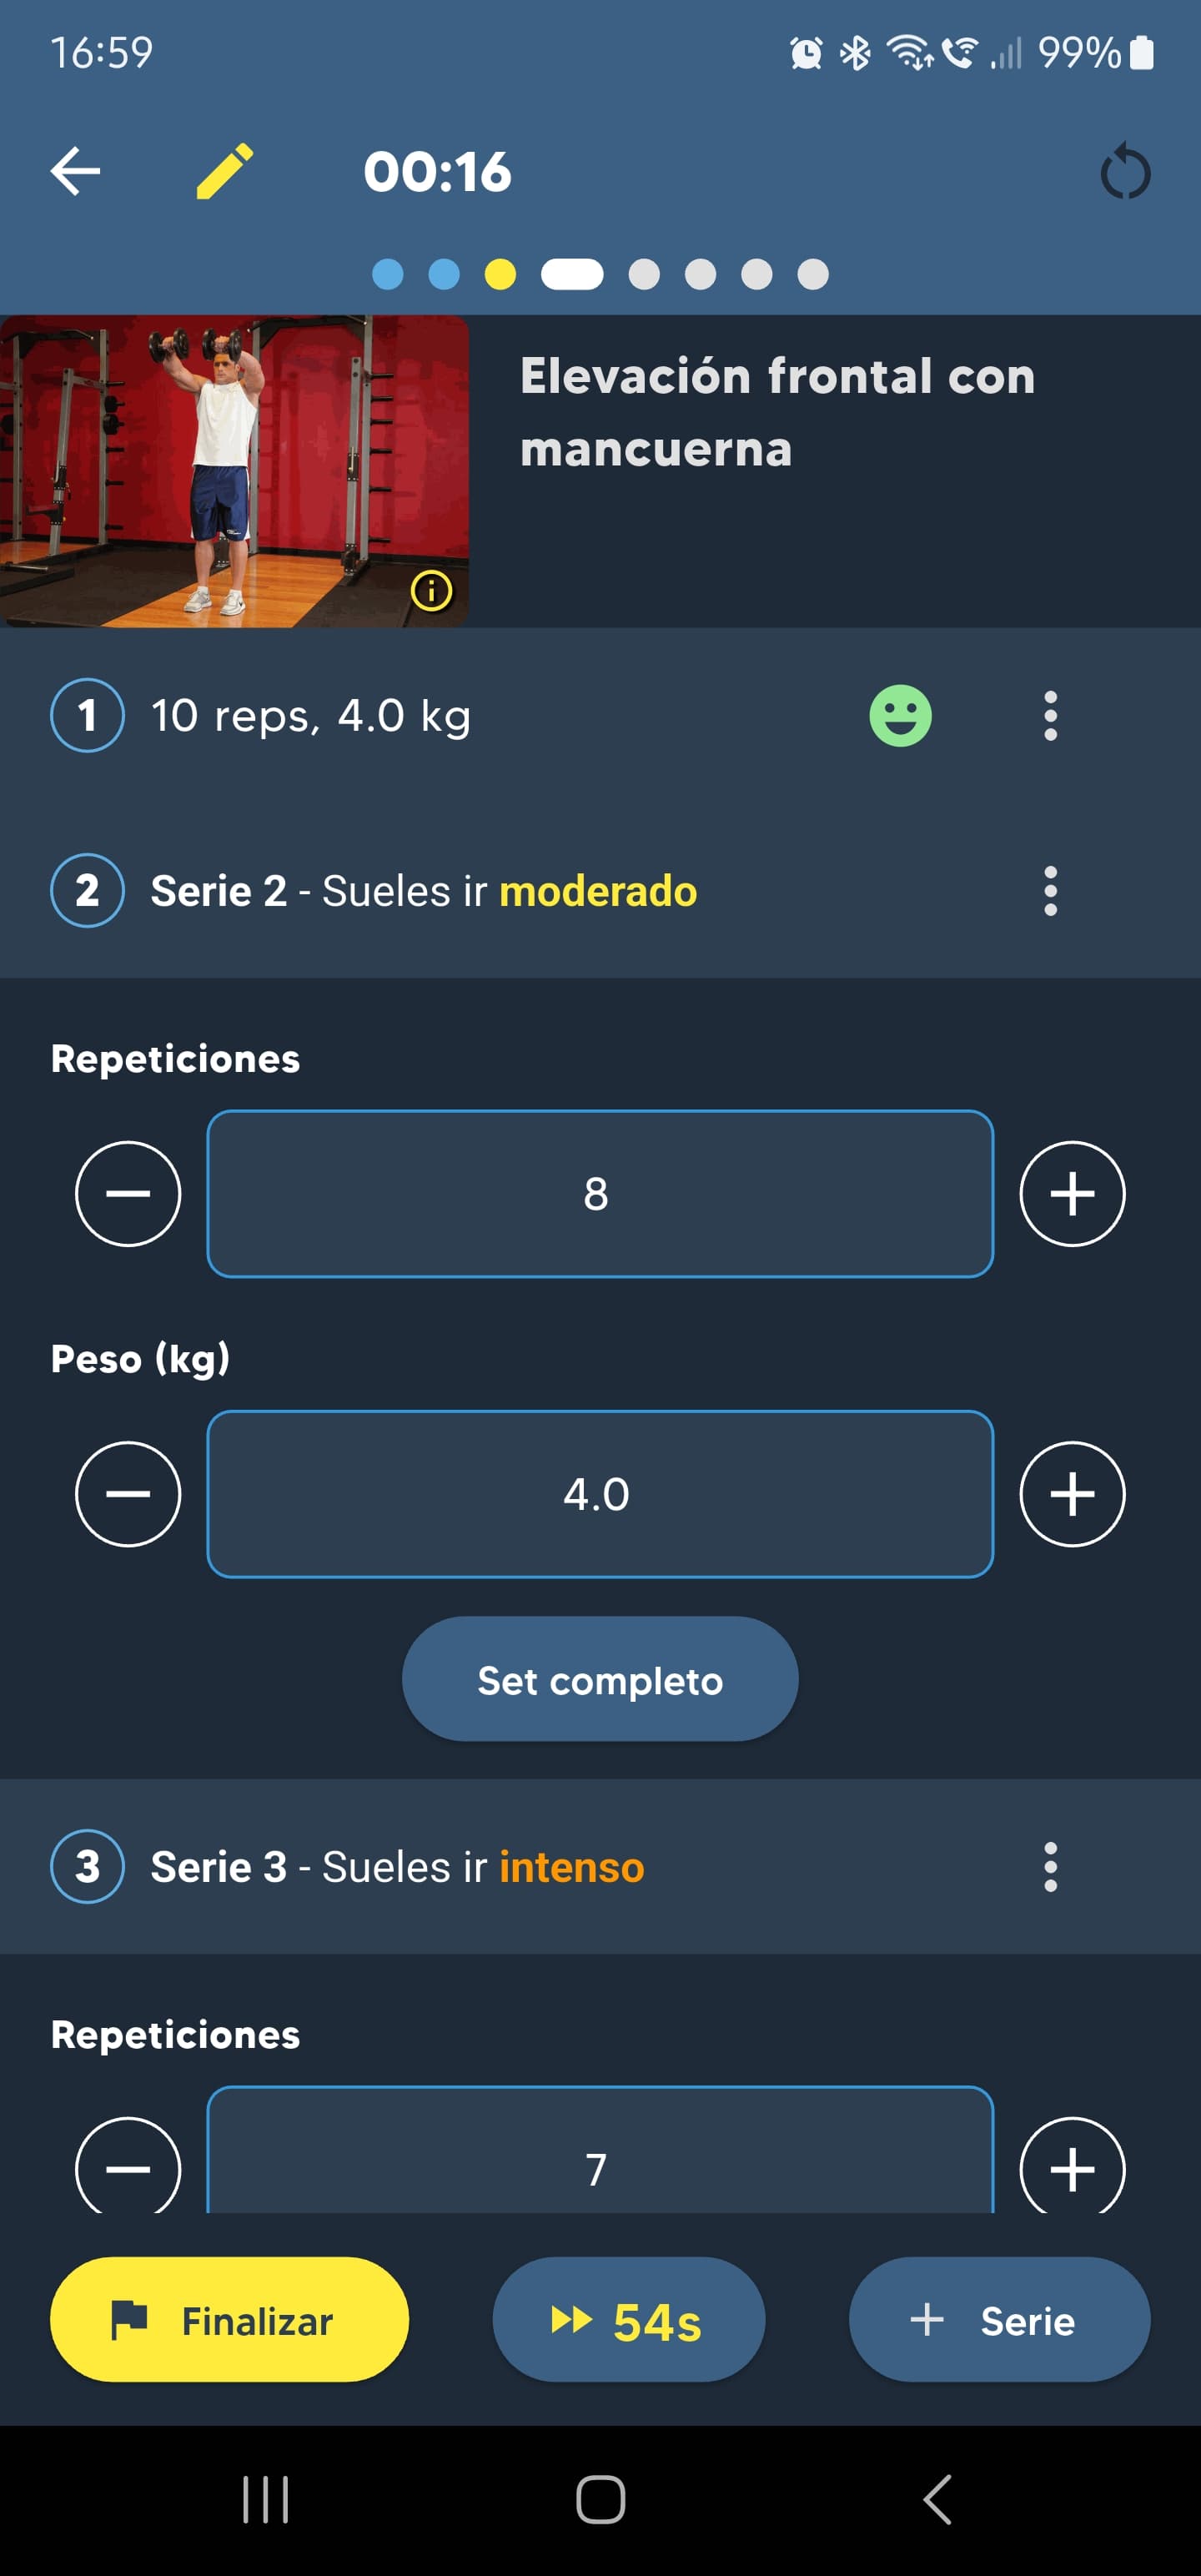 16:59
99%
00:16
Elevación frontal con
mancuerna
1 10 reps, 4.0 kg
2 Serie 2 - Sueles ir moderado
Repeticiones
8
Peso (kg)
4.0
Set completo
3 Serie 3 - Sueles ir intenso
Repeticiones
7
Finalizar
54s
+ Serie